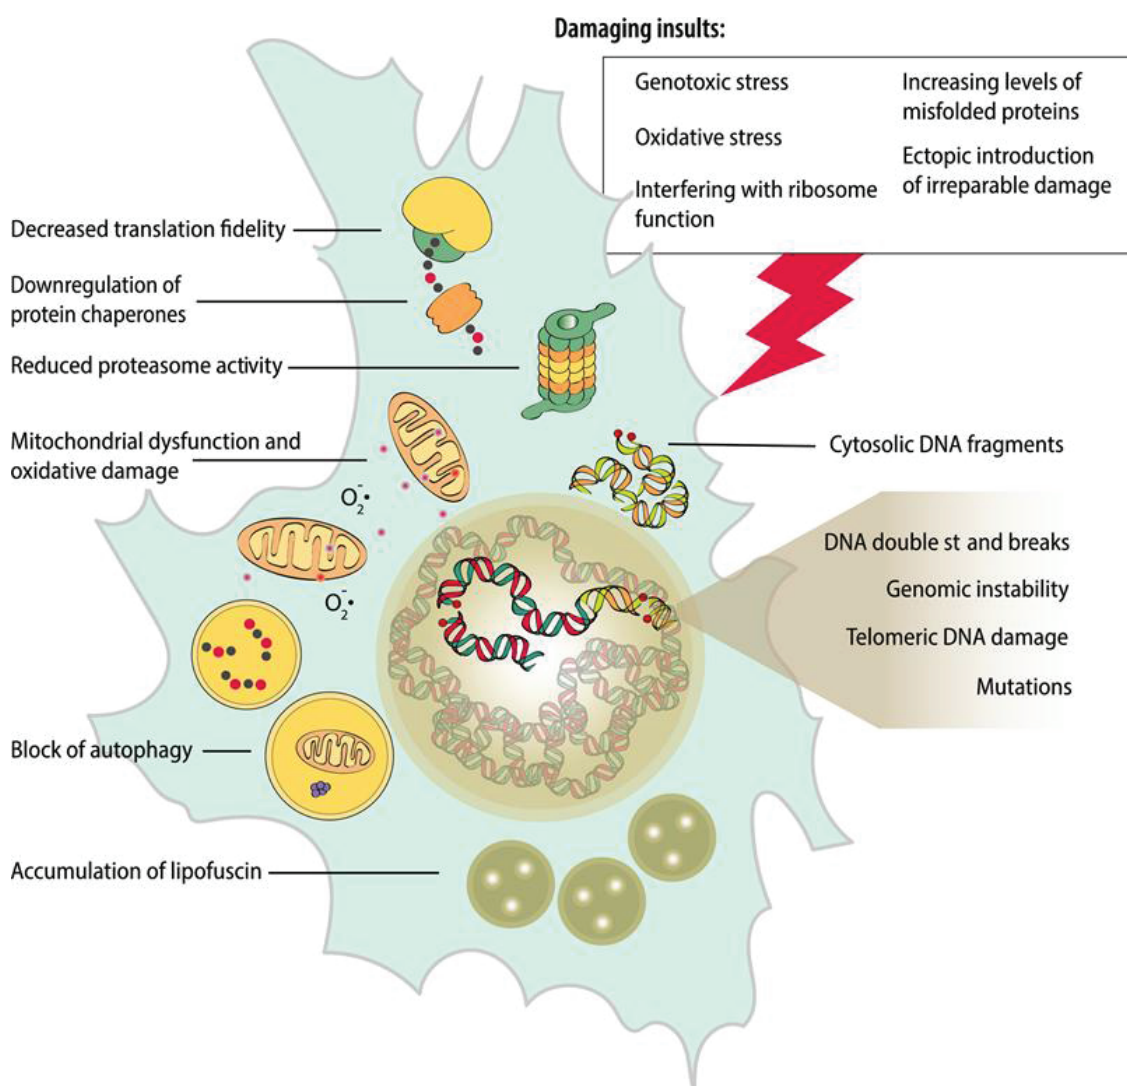 Damaging insults:
Genotoxic stress
Oxidative stress
Interfering with ribosome
function
Increasing levels of
misfolded proteins
Ectopic introduction
of irreparable damage
Decreased translation fidelity
Downregulation of
protein chaperones
Reduced proteasome activity
Mitochondrial dysfunction and
oxidative damage
O₂⁻•
O₂⁻•
Block of autophagy
Accumulation of lipofuscin
Cytosolic DNA fragments
DNA double st and breaks
Genomic instability
Telomeric DNA damage
Mutations